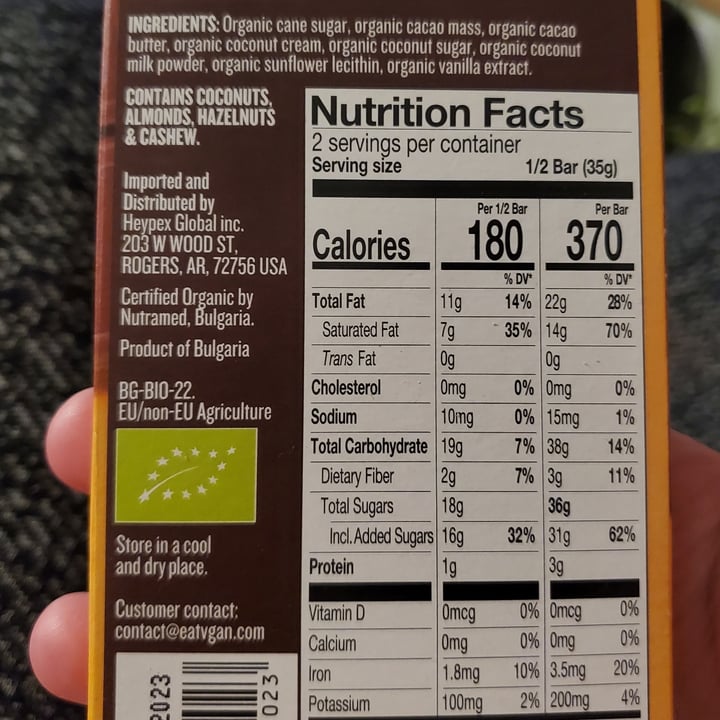 INGREDIENTS: Organic cane sugar, organic cacao mass, organic cacao
butter, organic coconut cream, organic coconut sugar, organic coconut
milk powder, organic sunflower lecithin, organic vanilla extract.
CONTAINS COCONUTS,
ALMONDS, HAZELNUTS
& CASHEW.
Imported and
Distributed by
Heypex Global inc.
203 W WOOD ST,
ROGERS, AR, 72756 USA
Certified Organic by
Nutramed, Bulgaria.
Product of Bulgaria
BG-BIO-22.
EU/non-EU Agriculture
Store in a cool
and dry place.
Customer contact:
contact@eatvgan.com
2023
023
Nutrition Facts
2 servings per container
Serving size 1/2 Bar (35g)
Per 1/2 Bar Per Bar
Calories 180 370
% DV* % DV*
Total Fat 11g 14% 22g 28%
Saturated Fat 7g 35% 14g 70%
Trans Fat 0g 0g
Cholesterol 0mg 0% 0mg 0%
Sodium 10mg 0% 15mg 1%
Total Carbohydrate 19g 7% 38g 14%
Dietary Fiber 2g 7% 3g 11%
Total Sugars 18g 36g
Incl. Added Sugars 16g 32% 31g 62%
Protein 1g 3g
Vitamin D 0mcg 0% 0mcg 0%
Calcium 0mg 0% 0mg 0%
Iron 1.8mg 10% 3.5mg 20%
Potassium 100mg 2% 200mg 4%